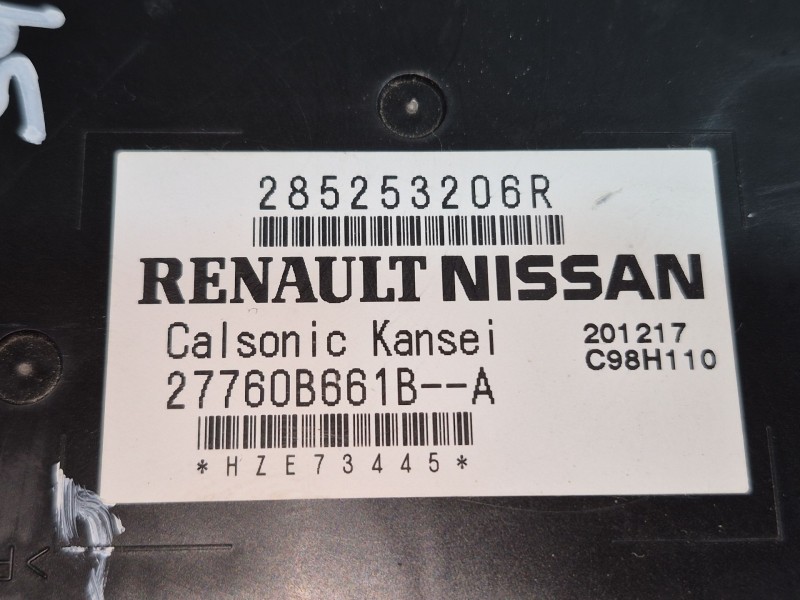 285253206R
RENAULT NISSAN
Calsonic Kansei
201217
C98H110
27760B661B--A
*HZE73445*